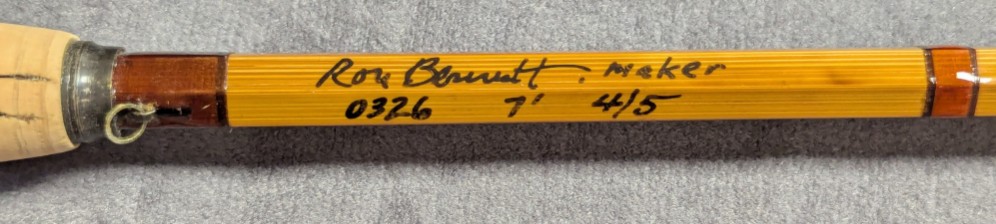 Ron Bennett . maker
0326 7' 4/5